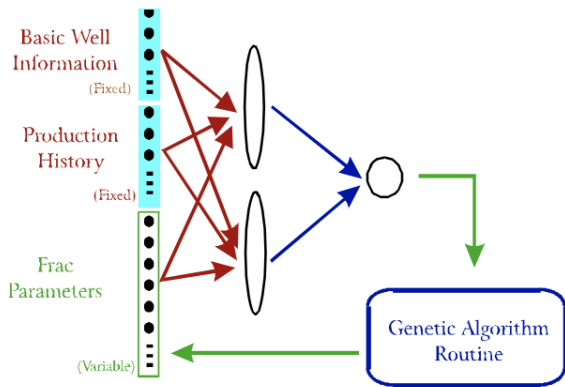 Basic Well
Information
(Fixed)
Production
History
(Fixed)
Frac
Parameters
(Variable)
Genetic Algorithm
Routine